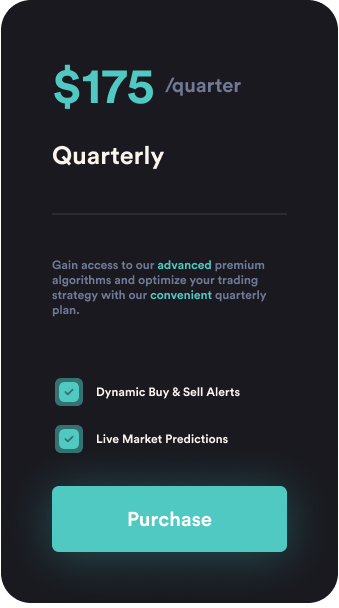 $175 /quarter
Quarterly
Gain access to our advanced premium
algorithms and optimize your trading
strategy with our convenient quarterly
plan.
Dynamic Buy & Sell Alerts
Live Market Predictions
Purchase